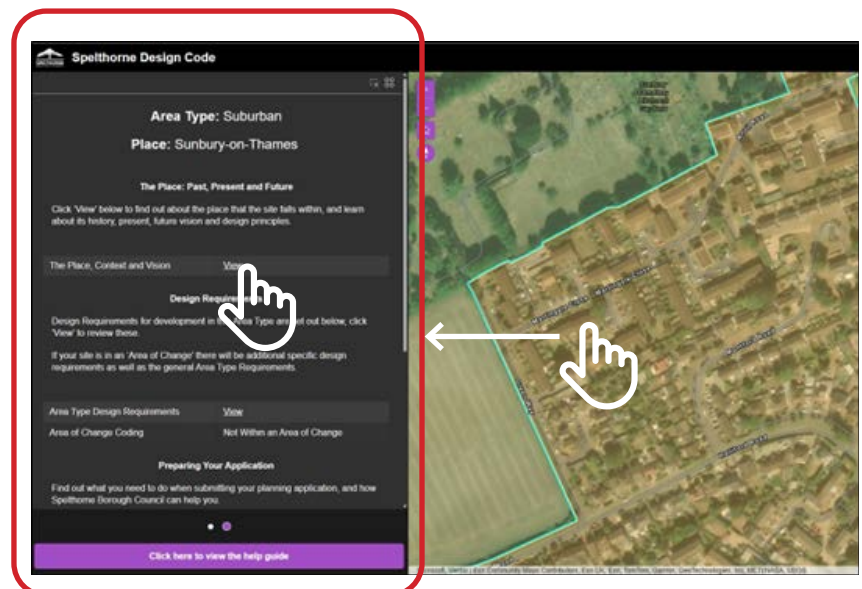 Spelthorne Design Code
Area Type: Suburban
Place: Sunbury-on-Thames
The Place: Past, Present and Future
Click 'View' below to find out about the place that the site falls within, and learn
about its history, present, future vision and design principles.
The Place, Context and Vision View
Design Requirements
Design Requirements for development in Area Type are set out below, click
'View' to review these.
If your site is in an 'Area of Change' there will be additional specific design
requirements as well as the general Area Type Requirements.
Area Type Design Requirements View
Area of Change Coding Not Within an Area of Change
Preparing Your Application
Find out what you need to do when submitting your planning application, and how
Spelthorne Borough Council can help you.
Click here to view the help guide